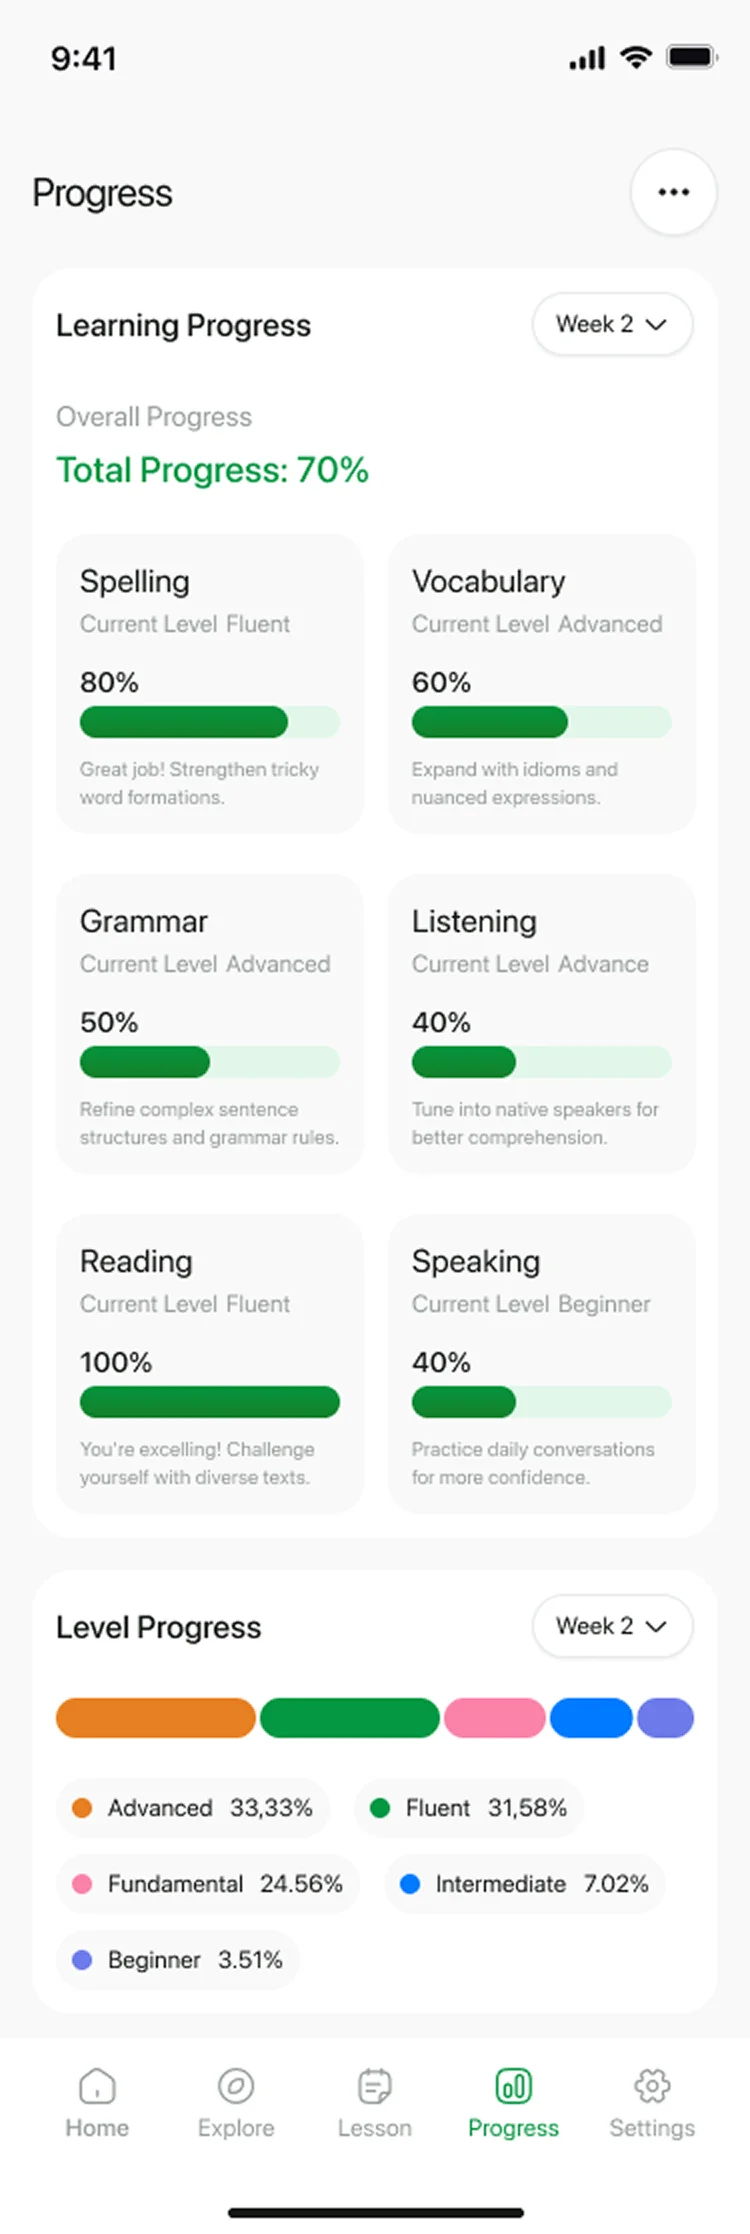 9:41
Progress
Learning Progress
Week 2
Overall Progress
Total Progress: 70%
Spelling
Current Level Fluent
80%
Great job! Strengthen tricky
word formations.
Vocabulary
Current Level Advanced
60%
Expand with idioms and
nuanced expressions.
Grammar
Current Level Advanced
50%
Refine complex sentence
structures and grammar rules.
Listening
Current Level Advance
40%
Tune into native speakers for
better comprehension.
Reading
Current Level Fluent
100%
You're excelling! Challenge
yourself with diverse texts.
Speaking
Current Level Beginner
40%
Practice daily conversations
for more confidence.
Level Progress
Week 2
Advanced 33,33%
Fluent 31,58%
Fundamental 24.56%
Intermediate 7.02%
Beginner 3.51%
Home
Explore
Lesson
Progress
Settings